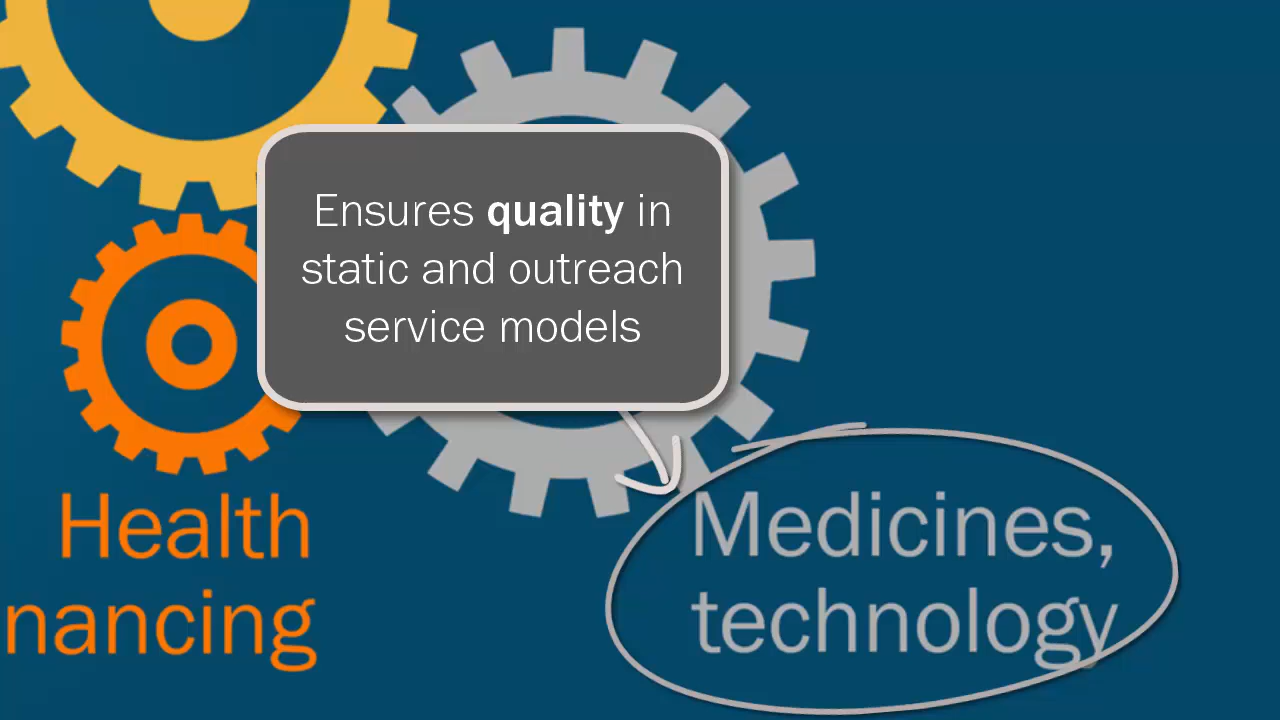 Ensures quality in
static and outreach
service models
Health
nancing
Medicines,
technology